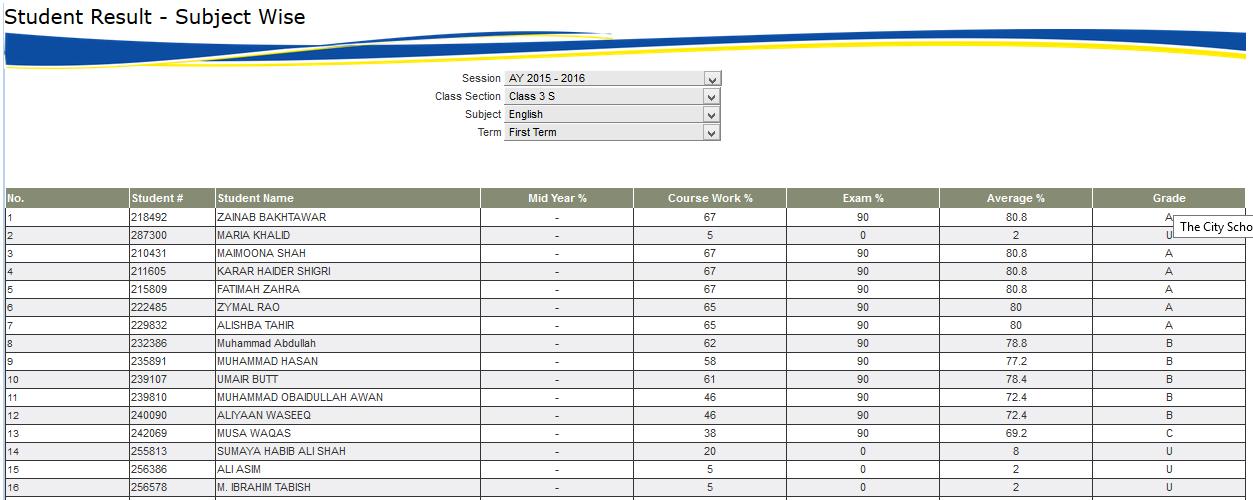 Student Result - Subject Wise
Session AY 2015 - 2016
Class Section Class 3 S
Subject English
Term First Term
No. Student # Student Name Mid Year % Course Work % Exam % Average % Grade
1 218492 ZAINAB BAKHTAWAR - 67 90 80.8 A
The City Scho
2 287300 MARIA KHALID - 5 0 2 U
3 210431 MAIMOONA SHAH - 67 90 80.8 A
4 211605 KARAR HAIDER SHIGRI - 67 90 80.8 A
5 215809 FATIMAH ZAHRA - 67 90 80.8 A
6 222485 ZYMAL RAO - 65 90 80 A
7 229832 ALISHBA TAHIR - 65 90 80 A
8 232386 Muhammad Abdullah - 62 90 78.8 B
9 235891 MUHAMMAD HASAN - 58 90 77.2 B
10 239107 UMAIR BUTT - 61 90 78.4 B
11 239810 MUHAMMAD OBAIDULLAH AWAN - 46 90 72.4 B
12 240090 ALIYAAN WASEEQ - 46 90 72.4 B
13 242069 MUSA WAQAS - 38 90 69.2 C
14 255813 SUMAYA HABIB ALI SHAH - 20 0 8 U
15 256386 ALI ASIM - 5 0 2 U
16 256578 M. IBRAHIM TABISH - 5 0 2 U